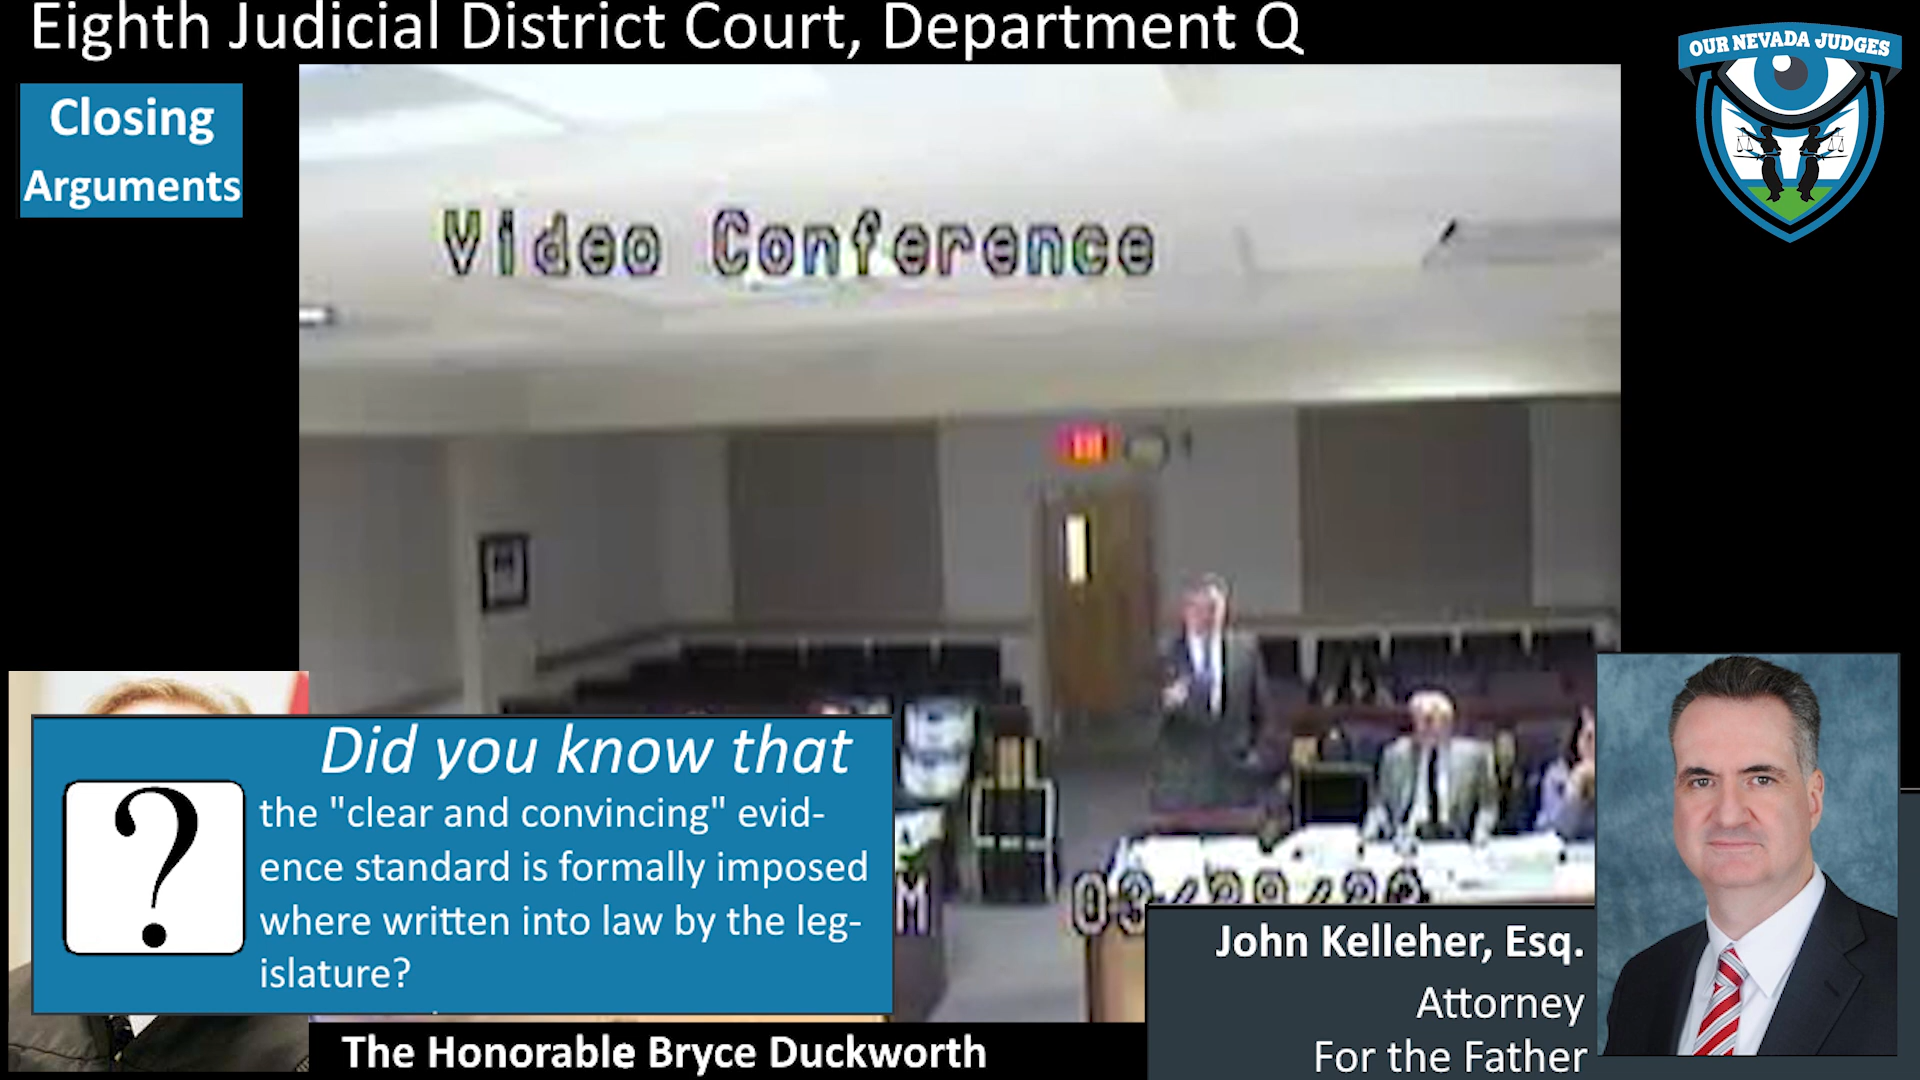 Eighth Judicial District Court, Department Q
Closing
Arguments
OUR NEVADA JUDGES
Video Conference
Did you know that
?
the "clear and convincing" evid-
ence standard is formally imposed
where written into law by the leg-
islature?
M
John Kelleher, Esq.
Attorney
For the Father
The Honorable Bryce Duckworth